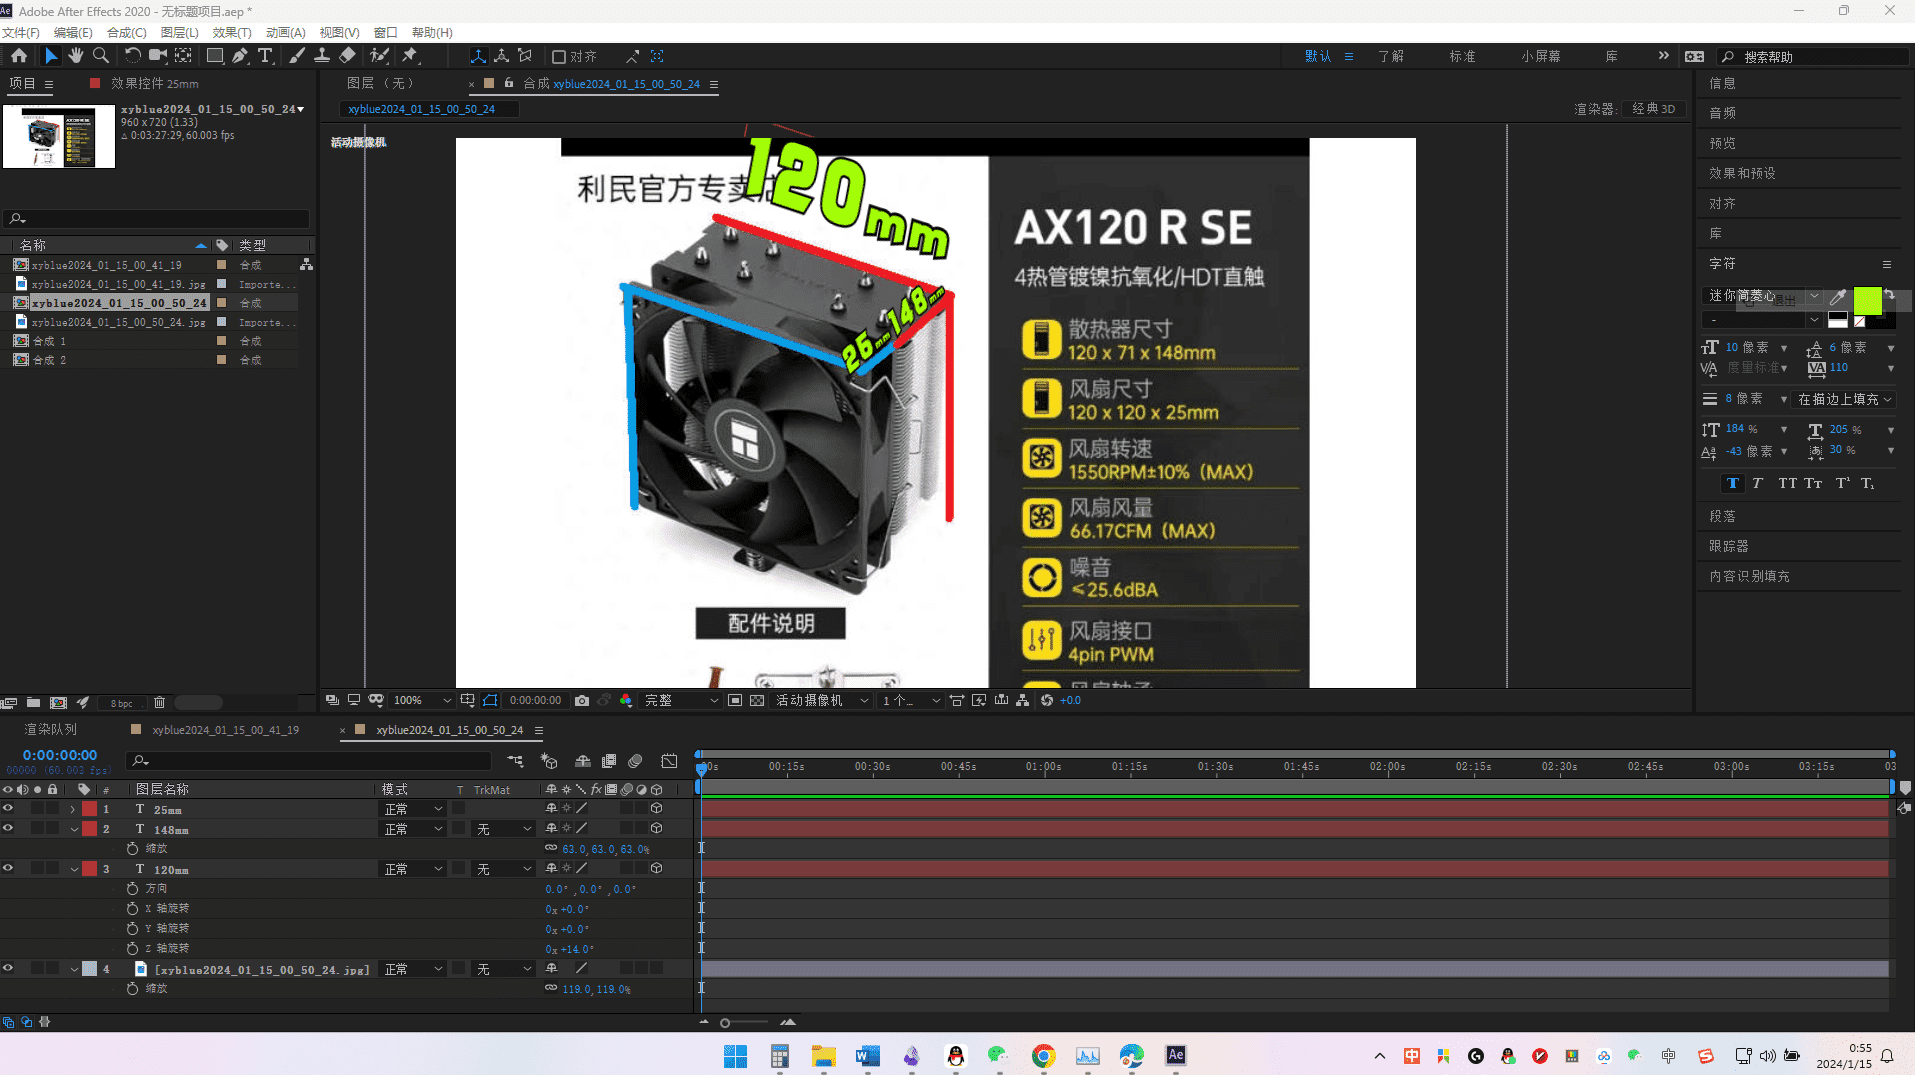 Adobe After Effects 2020 - 无标题项目.aep *
文件(F) 编辑(E) 合成(C) 图层(L) 效果(T) 动画(A) 视图(V) 窗口 帮助(H)
对齐
默认 了解 标准 小屏幕 库 搜索帮助
项目 效果控件 25mm
xyblue2024_01_15_00_50_24
960 x 720 (1.33)
△ 0:03:27:29, 60.003 fps
名称 类型
xyblue2024_01_15_00_41_19 合成
xyblue2024_01_15_00_41_19.jpg Importe...
xyblue2024_01_15_00_50_24 合成
xyblue2024_01_15_00_50_24.jpg Importe...
合成 1 合成
合成 2 合成
8 bpc
图层 (无) 合成 xyblue2024_01_15_00_50_24
xyblue2024_01_15_00_50_24
渲染器: 经典 3D
活动摄像机
利民官方专卖店
120mm
148mm
25mm
AX120 R SE
4热管镀镍抗氧化/HDT直触
散热器尺寸
120 x 71 x 148mm
风扇尺寸
120 x 120 x 25mm
风扇转速
1550RPM±10%（MAX）
风扇风量
66.17CFM（MAX）
噪音
≤25.6dBA
风扇接口
4pin PWM
配件说明
100% 0:00:00:00 完整 活动摄像机 1 个... +0.0
信息
音频
预览
效果和预设
对齐
库
字符
迷你简菱心
-
10 像素 6 像素
度量标准 110
8 像素 在描边上填充
184 % 205 %
-43 像素 30 %
T T TT Tт T¹ T₁
段落
跟踪器
内容识别填充
渲染队列 xyblue2024_01_15_00_41_19 xyblue2024_01_15_00_50_24
0:00:00:00
00000 (60.003 fps)
00s 00:15s 00:30s 00:45s 01:00s 01:15s 01:30s 01:45s 02:00s 02:15s 02:30s 02:45s 03:00s 03:15s 03
# 图层名称 模式 T TrkMat
1 T 25mm 正常
2 T 148mm 正常 无
缩放 63.0, 63.0, 63.0%
3 T 120mm 正常 无
方向 0.0°, 0.0°, 0.0°
X 轴旋转 0x +0.0°
Y 轴旋转 0x +0.0°
Z 轴旋转 0x +14.0°
4 [xyblue2024_01_15_00_50_24.jpg] 正常 无
缩放 119.0, 119.0%
中
0:55
2024/1/15